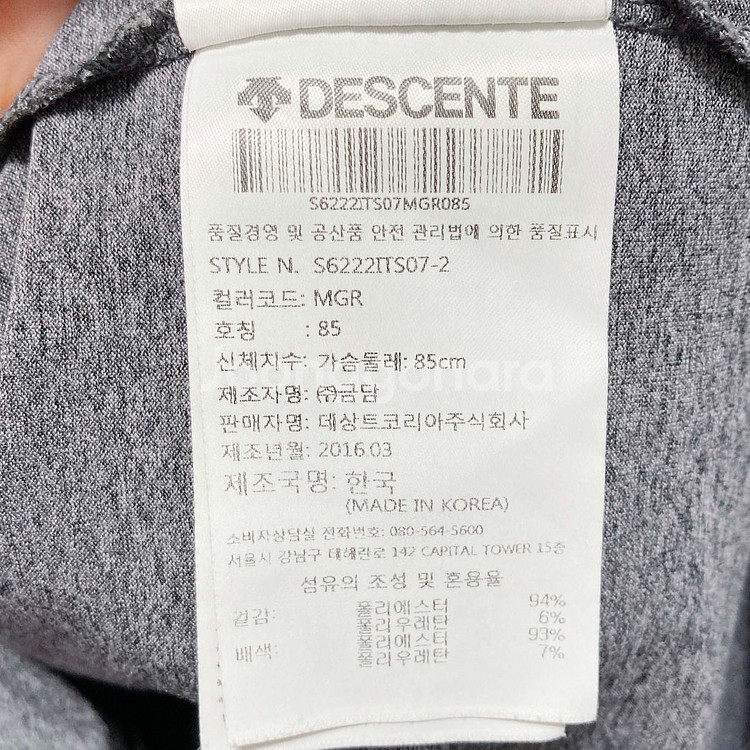 DESCENTE
S6222ITS07MGR085
품질경영 및 공산품 안전 관리법에 의한 품질표시
STYLE N. S6222ITS07-2
컬러코드: MGR
호칭 : 85
신체치수: 가슴둘레: 85cm
제조자명: ㈜금담
판매자명: 데상트코리아주식회사
제조년월: 2016.03
제조국명: 한국
(MADE IN KOREA)
소비자상담실 전화번호: 080-564-5600
서울시 강남구 테헤란로 142 CAPITAL TOWER 15층
섬유의 조성 및 혼용율
겉감: 폴리에스터 94%
폴리우레탄 6%
배색: 폴리에스터 93%
폴리우레탄 7%